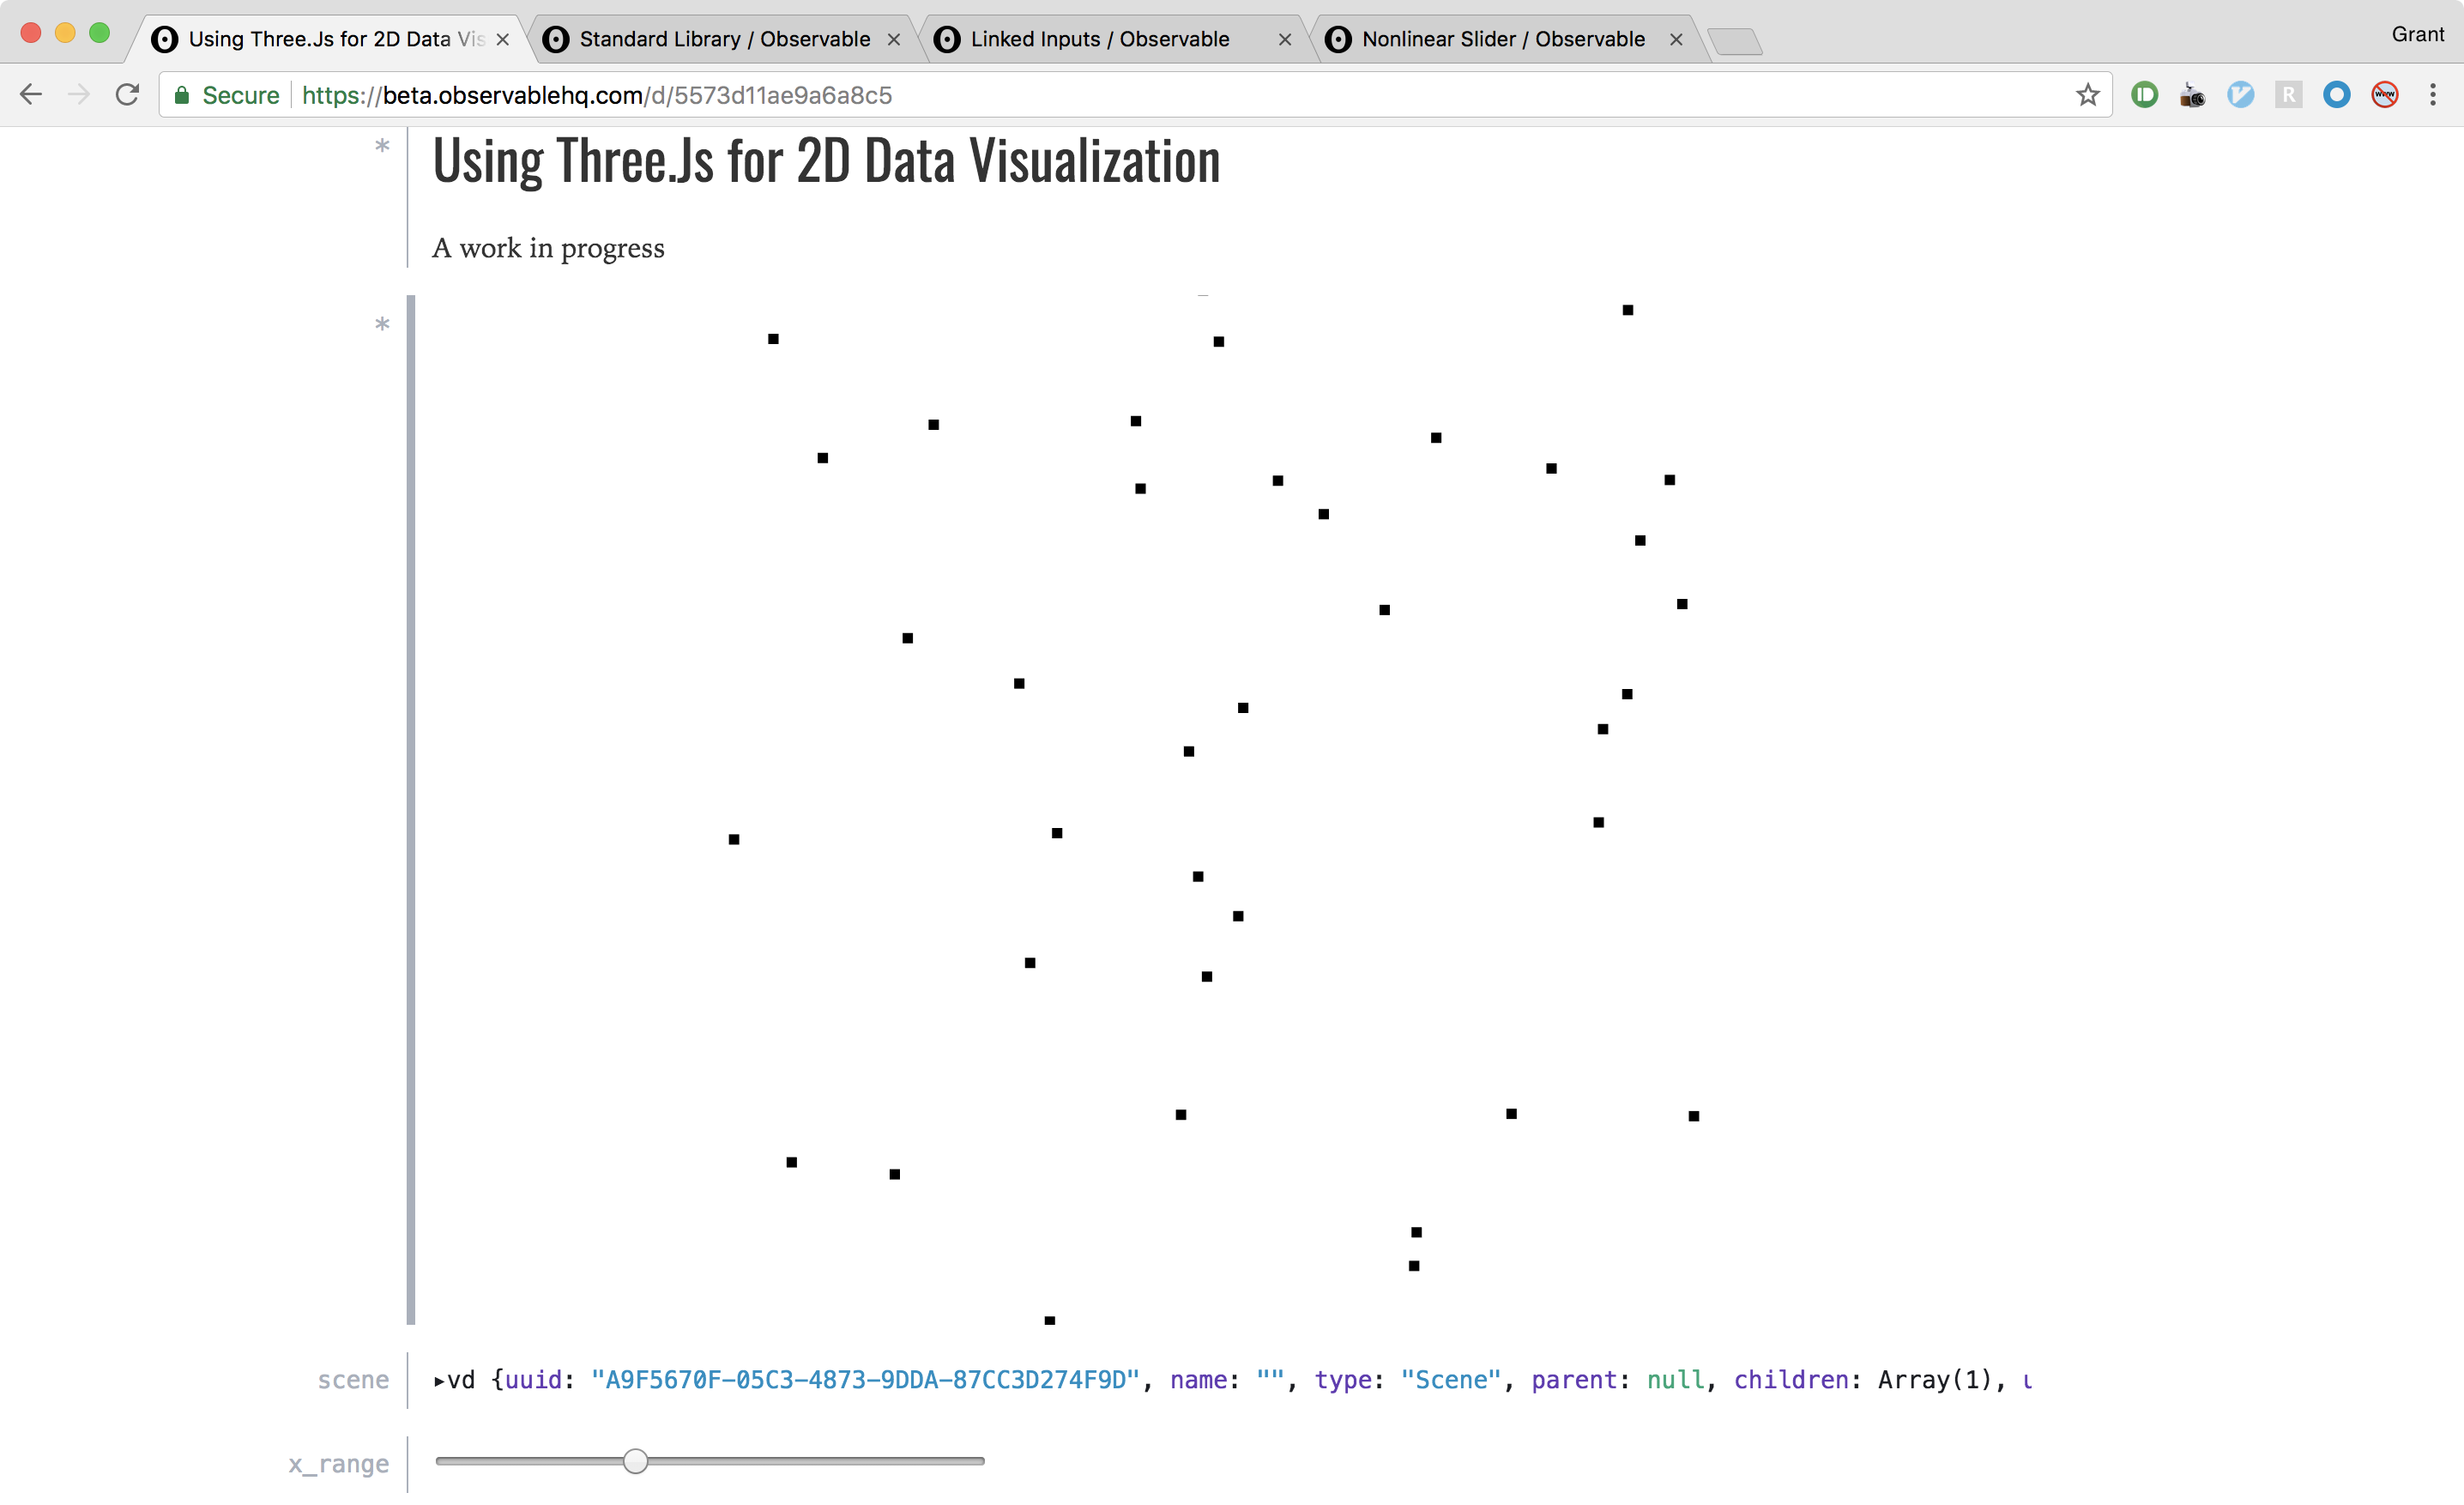 Using Three.Js for 2D Data Vis
Standard Library / Observable
Linked Inputs / Observable
Nonlinear Slider / Observable
Grant
Secure https://beta.observablehq.com/d/5573d11ae9a6a8c5
Using Three.Js for 2D Data Visualization
A work in progress
scene ▸vd {uuid: "A9F5670F-05C3-4873-9DDA-87CC3D274F9D", name: "", type: "Scene", parent: null, children: Array(1),
x_range